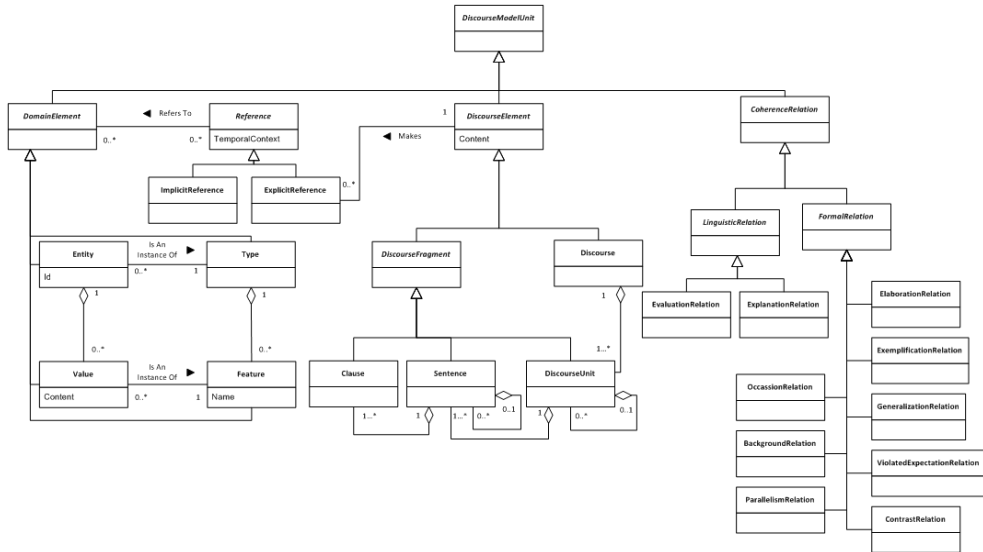 DiscourseModelUnit
DomainElement
Refers To
Reference
TemporalContext
0..*
0..*
1
DiscourseElement
Content
Makes
0..*
CoherenceRelation
ImplicitReference
ExplicitReference
LinguisticRelation
FormalRelation
Entity
Id
Is An
Instance Of
0..*
1
Type
1
1
DiscourseFragment
Discourse
1
EvaluationRelation
ExplanationRelation
ElaborationRelation
0..*
0..*
1...*
ExemplificationRelation
Value
Content
Is An
Instance Of
0..*
1
Feature
Name
Clause
Sentence
DiscourseUnit
OccassionRelation
GeneralizationRelation
1...*
1
1...*
0..*
0..1
1
0..*
0..1
BackgroundRelation
ViolatedExpectationRelation
ParallelismRelation
ContrastRelation